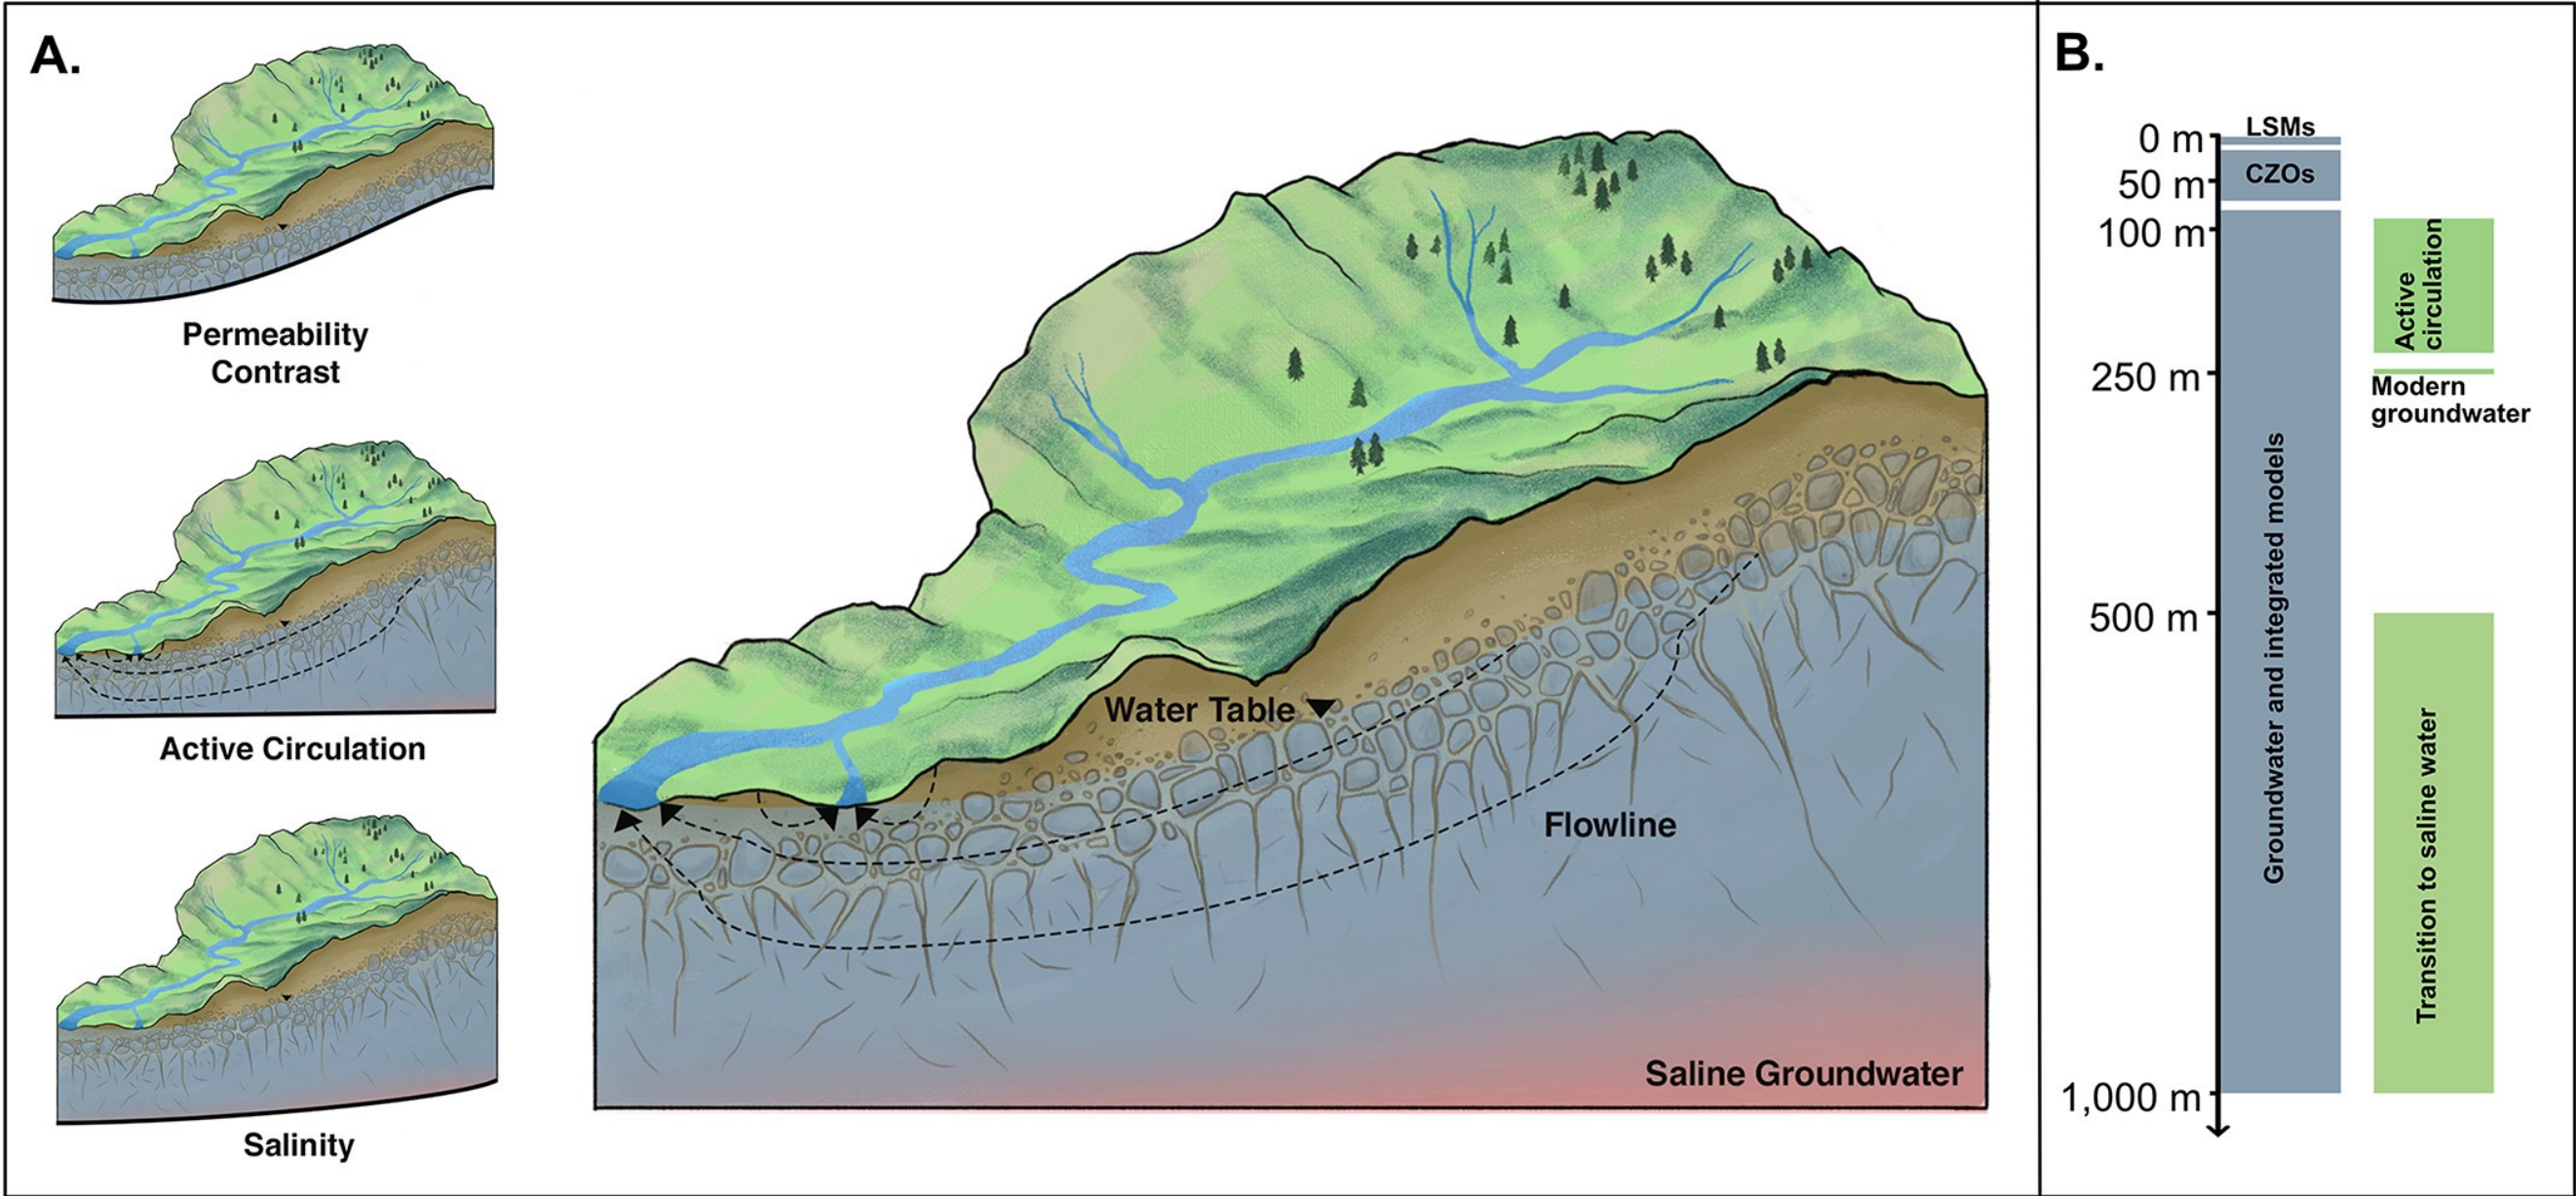 A.
Permeability
Contrast
Active Circulation
Salinity
Water Table
Flowline
Saline Groundwater
B.
LSMs
0 m
CZOs
50 m
100 m
250 m
500 m
1,000 m
Groundwater and integrated models
Active
circulation
Modern
groundwater
Transition to saline water